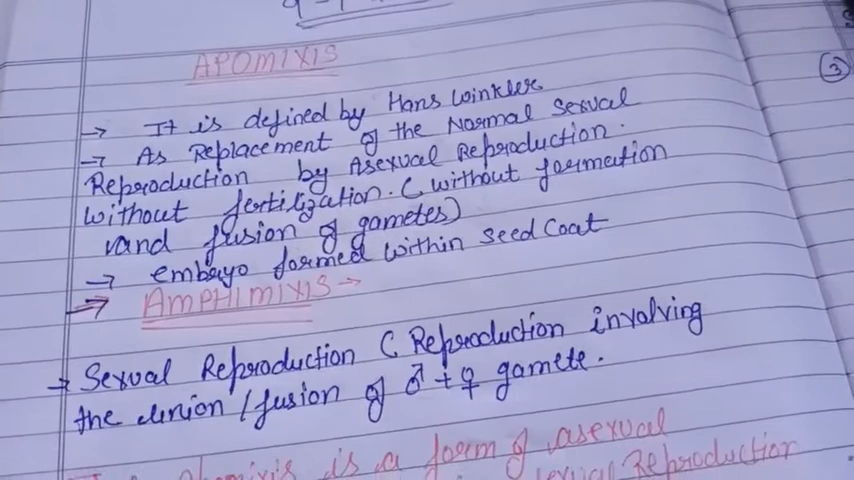 APOMIXIS
③
→ It is defined by Hans Winkler
→ As Replacement of the Normal Sexual
Reproduction by Asexual Reproduction.
without fertilization. ( without formation
and fusion of gametes)
→ embryo formed within seed coat
⇒ AMPHIMIXIS →
→ Sexual Reproduction ( Reproduction involving
the union / fusion of ♂ + ♀ gamete.
is a form of asexual
Reproduction